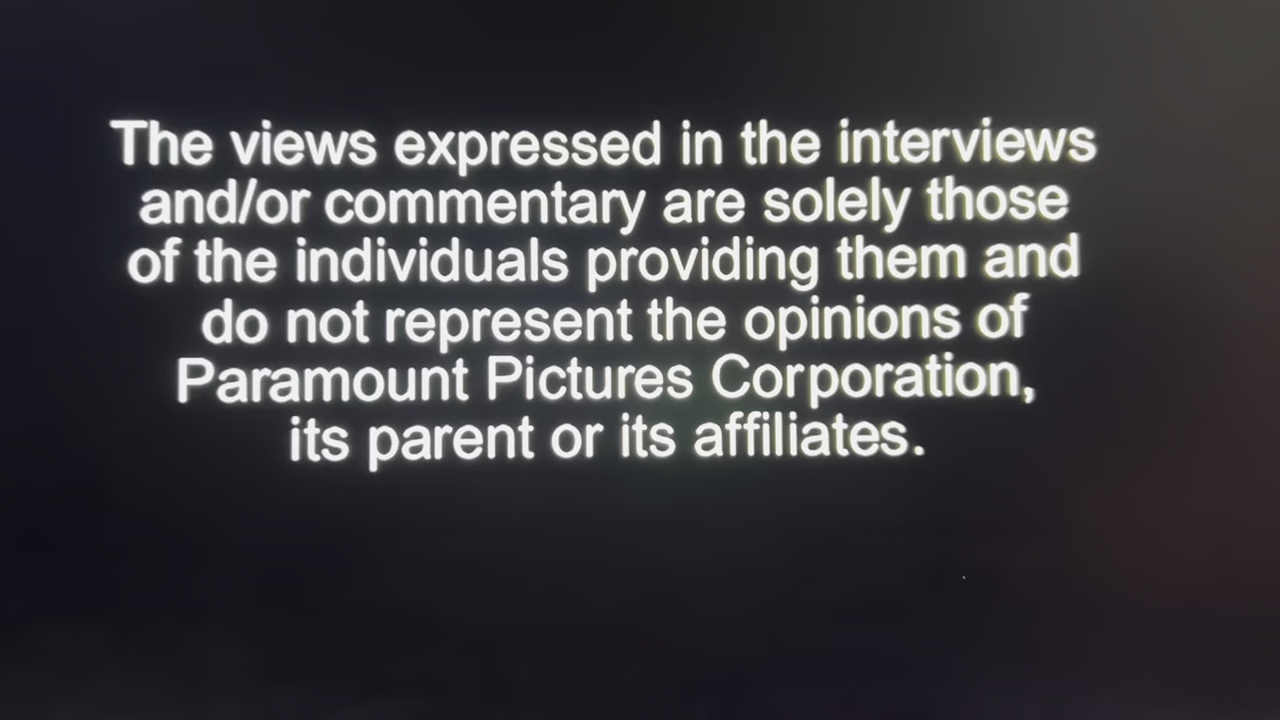 The views expressed in the interviews
and/or commentary are solely those
of the individuals providing them and
do not represent the opinions of
Paramount Pictures Corporation,
its parent or its affiliates.